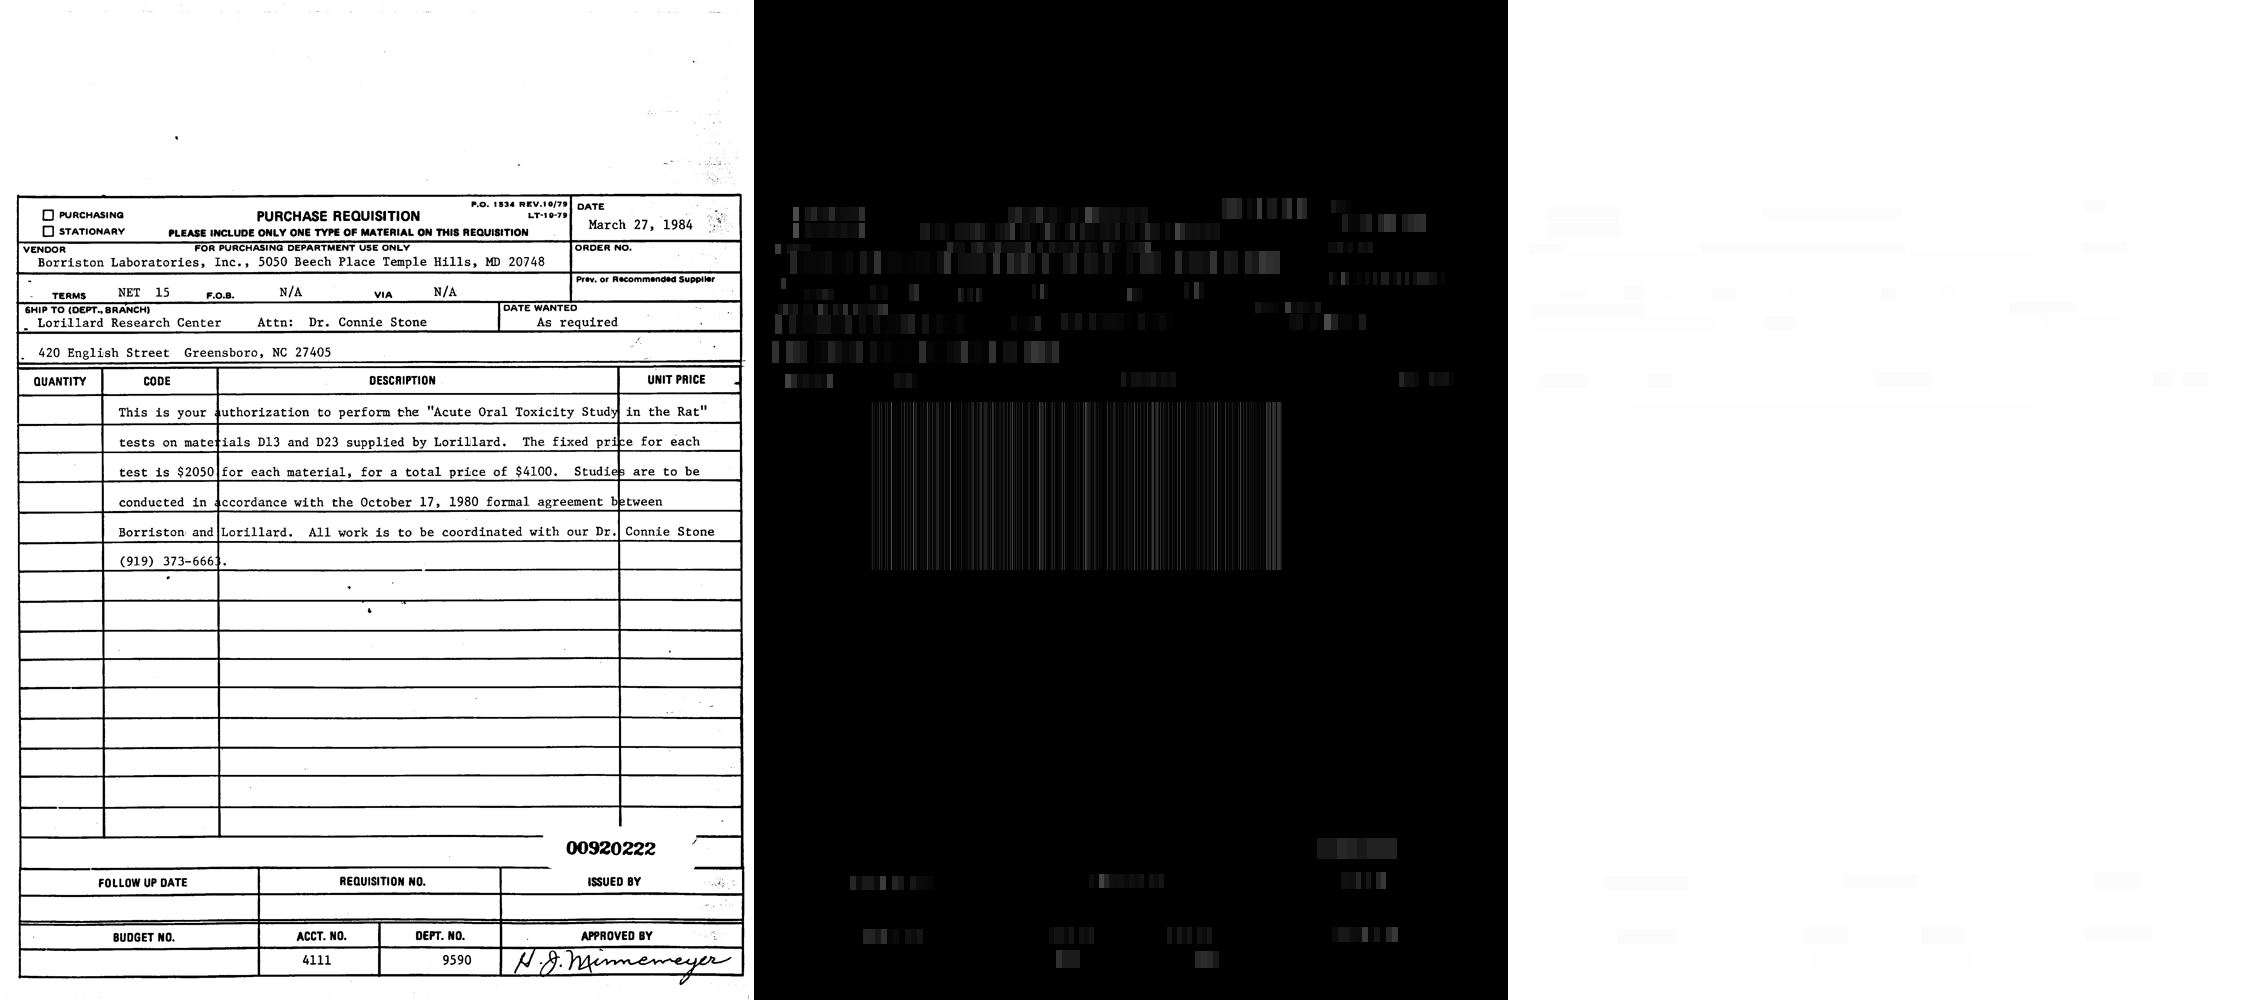 P.O. 1534 REV.10/79
LT-10-79
☐ PURCHASING
☐ STATIONARY
PURCHASE REQUISITION
PLEASE INCLUDE ONLY ONE TYPE OF MATERIAL ON THIS REQUISITION
DATE
March 27, 1984
VENDOR
FOR PURCHASING DEPARTMENT USE ONLY
Borriston Laboratories, Inc., 5050 Beech Place Temple Hills, MD 20748
ORDER NO.
Prev. or Recommended Supplier
TERMS NET 15 F.O.B. N/A VIA N/A
SHIP TO (DEPT., BRANCH)
Lorillard Research Center Attn: Dr. Connie Stone
DATE WANTED
As required
420 English Street Greensboro, NC 27405
QUANTITY CODE DESCRIPTION UNIT PRICE
This is your authorization to perform the "Acute Oral Toxicity Study in the Rat"
tests on materials D13 and D23 supplied by Lorillard. The fixed price for each
test is $2050 for each material, for a total price of $4100. Studies are to be
conducted in accordance with the October 17, 1980 formal agreement between
Borriston and Lorillard. All work is to be coordinated with our Dr. Connie Stone
(919) 373-6663.
00920222
FOLLOW UP DATE REQUISITION NO. ISSUED BY
BUDGET NO. ACCT. NO. DEPT. NO. APPROVED BY
4111 9590 H. J. Minnemeyer